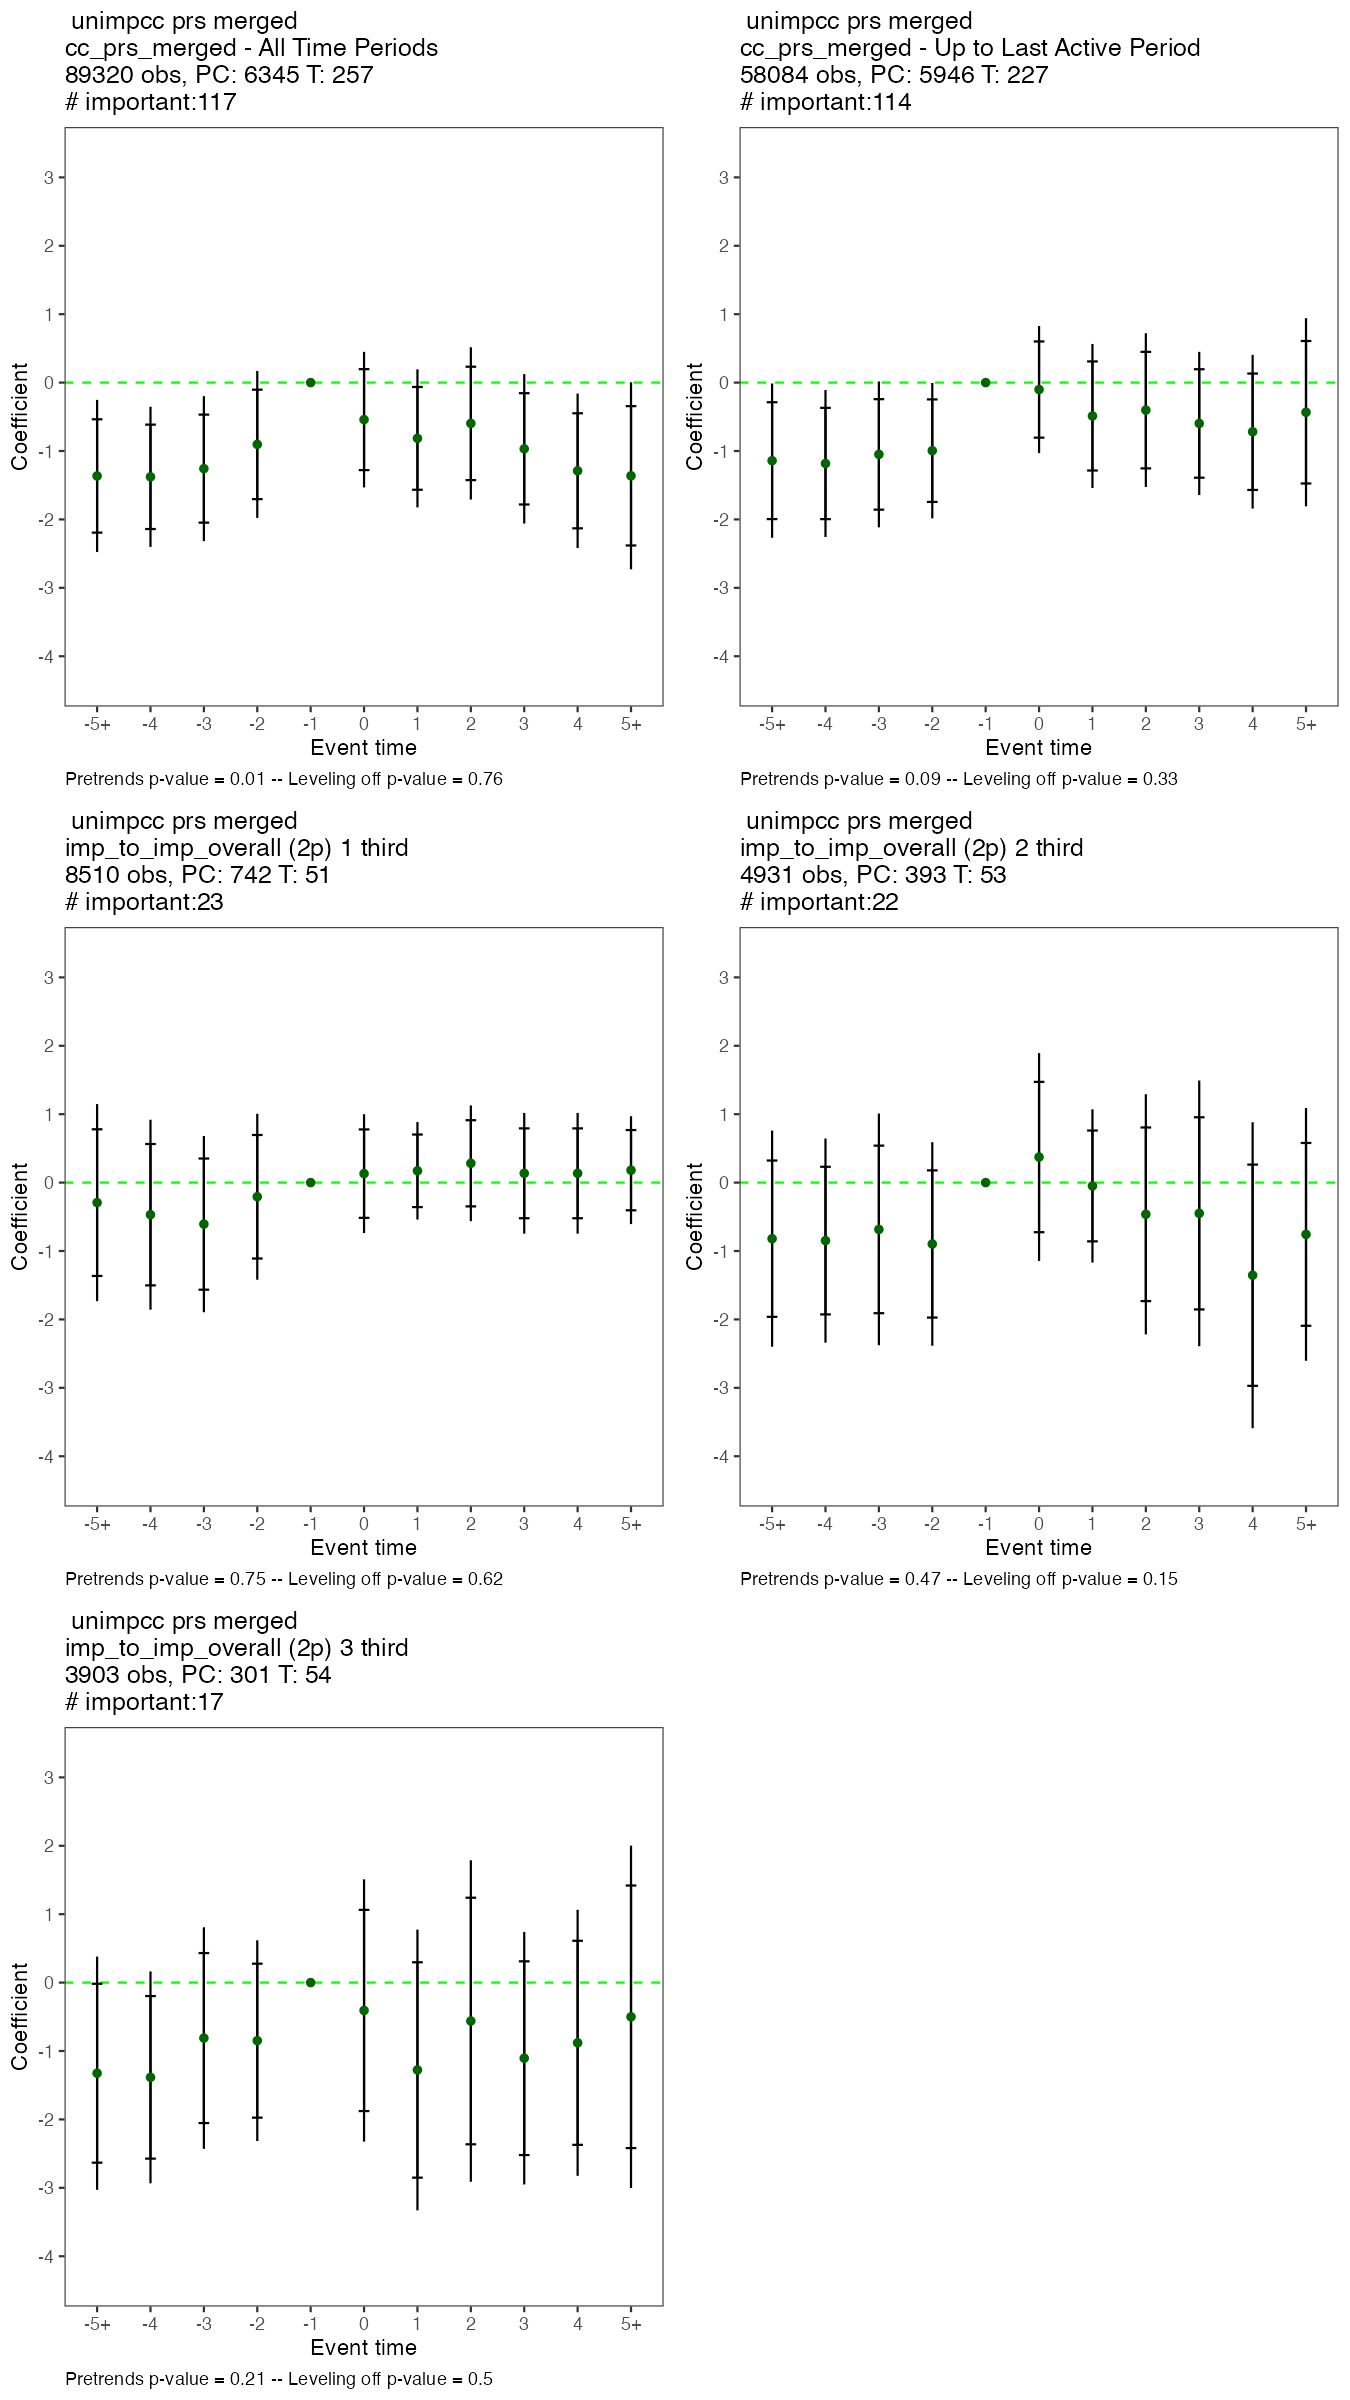 unimpcc prs merged
cc_prs_merged - All Time Periods
89320 obs, PC: 6345 T: 257
# important:117
3
2
1
0
-1
-2
-3
-4
Coefficient
-5+ -4 -3 -2 -1 0 1 2 3 4 5+
Event time
Pretrends p-value = 0.01 -- Leveling off p-value = 0.76
unimpcc prs merged
cc_prs_merged - Up to Last Active Period
58084 obs, PC: 5946 T: 227
# important:114
3
2
1
0
-1
-2
-3
-4
Coefficient
-5+ -4 -3 -2 -1 0 1 2 3 4 5+
Event time
Pretrends p-value = 0.09 -- Leveling off p-value = 0.33
unimpcc prs merged
imp_to_imp_overall (2p) 1 third
8510 obs, PC: 742 T: 51
# important:23
3
2
1
0
-1
-2
-3
-4
Coefficient
-5+ -4 -3 -2 -1 0 1 2 3 4 5+
Event time
Pretrends p-value = 0.75 -- Leveling off p-value = 0.62
unimpcc prs merged
imp_to_imp_overall (2p) 2 third
4931 obs, PC: 393 T: 53
# important:22
3
2
1
0
-1
-2
-3
-4
Coefficient
-5+ -4 -3 -2 -1 0 1 2 3 4 5+
Event time
Pretrends p-value = 0.47 -- Leveling off p-value = 0.15
unimpcc prs merged
imp_to_imp_overall (2p) 3 third
3903 obs, PC: 301 T: 54
# important:17
3
2
1
0
-1
-2
-3
-4
Coefficient
-5+ -4 -3 -2 -1 0 1 2 3 4 5+
Event time
Pretrends p-value = 0.21 -- Leveling off p-value = 0.5